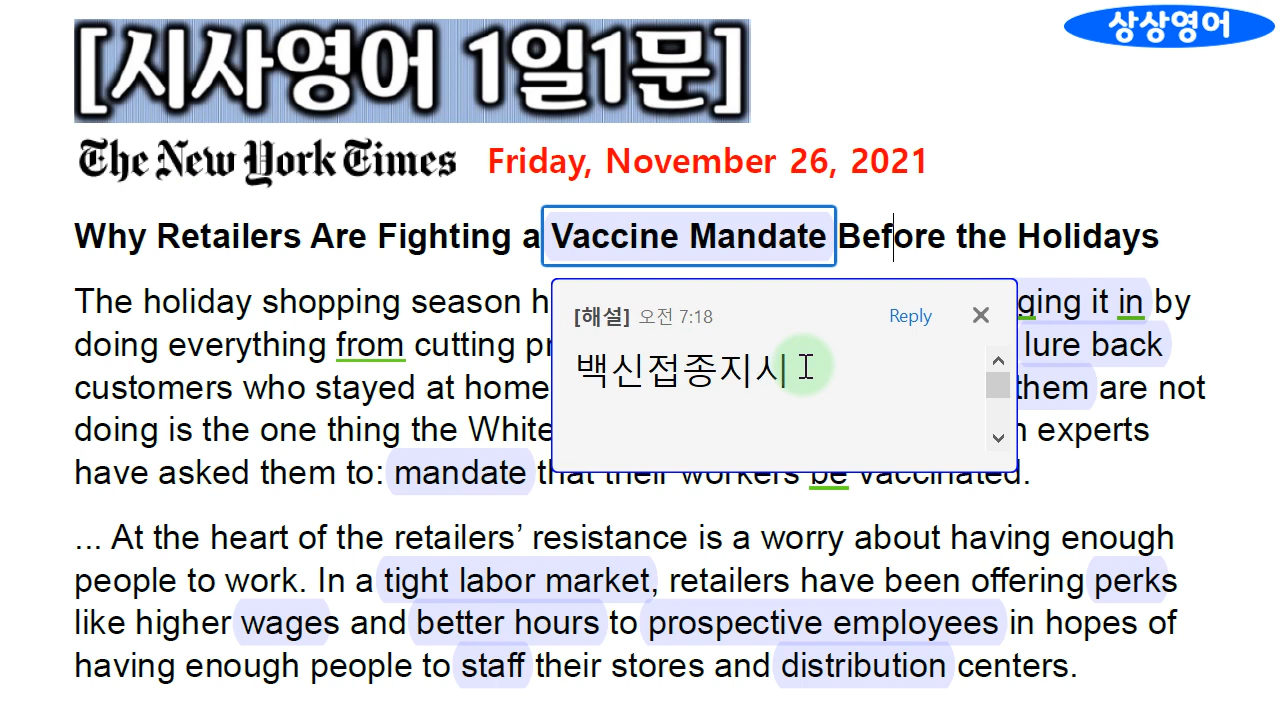 상상영어
[시사영어 1일1문]
The New York Times Friday, November 26, 2021
Why Retailers Are Fighting a Vaccine Mandate Before the Holidays
The holiday shopping season h ging it in by
[해설] 오전 7:18 Reply
doing everything from cutting pr lure back
백신접종지시
customers who stayed at home them are not
doing is the one thing the White experts
have asked them to: mandate that their workers be vaccinated.
... At the heart of the retailers’ resistance is a worry about having enough
people to work. In a tight labor market, retailers have been offering perks
like higher wages and better hours to prospective employees in hopes of
having enough people to staff their stores and distribution centers.